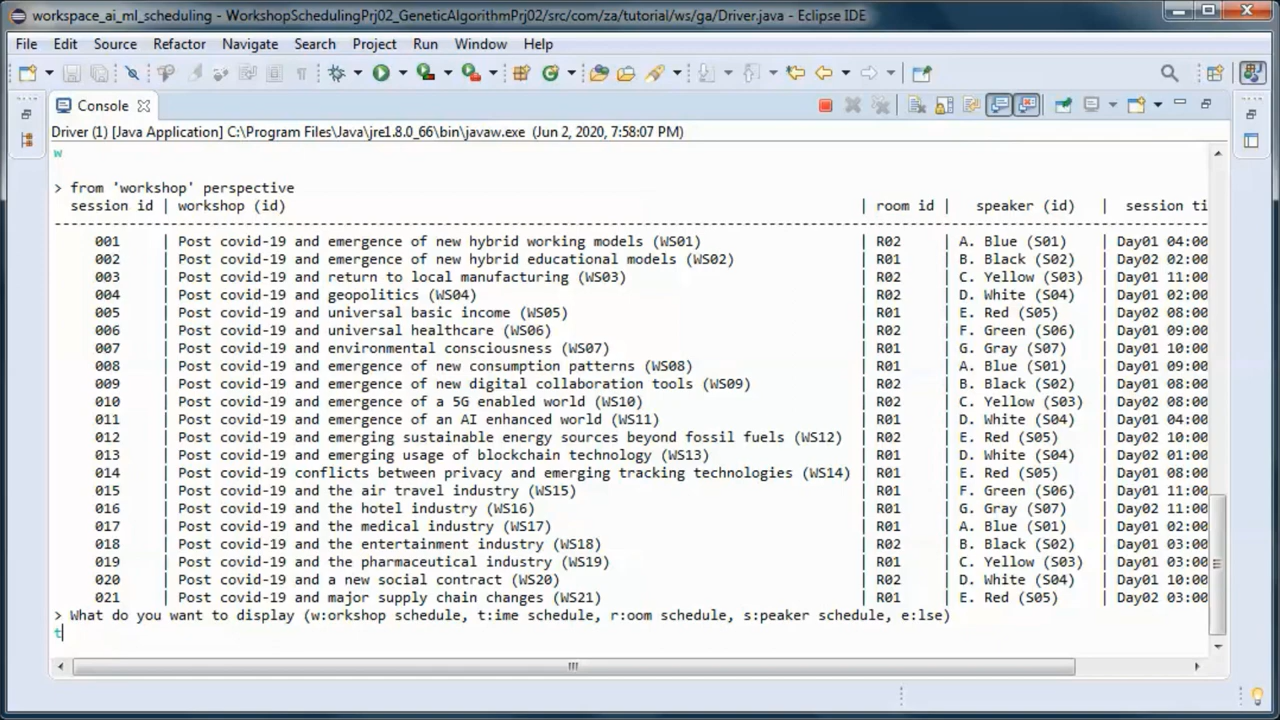 workspace_ai_ml_scheduling - WorkshopSchedulingPrj02_GeneticAlgorithmPrj02/src/com/za/tutorial/ws/ga/Driver.java - Eclipse IDE
File Edit Source Refactor Navigate Search Project Run Window Help
Console
Driver (1) [Java Application] C:\Program Files\Java\jre1.8.0_66\bin\javaw.exe (Jun 2, 2020, 7:58:07 PM)
w
> from 'workshop' perspective
session id | workshop (id) | room id | speaker (id) | session ti
------------------------------------------------------------------------------------------------------------------------------------------
001 | Post covid-19 and emergence of new hybrid working models (WS01) | R02 | A. Blue (S01) | Day01 04:00
002 | Post covid-19 and emergence of new hybrid educational models (WS02) | R01 | B. Black (S02) | Day02 02:00
003 | Post covid-19 and return to local manufacturing (WS03) | R02 | C. Yellow (S03) | Day01 11:00
004 | Post covid-19 and geopolitics (WS04) | R02 | D. White (S04) | Day01 02:00
005 | Post covid-19 and universal basic income (WS05) | R01 | E. Red (S05) | Day02 08:00
006 | Post covid-19 and universal healthcare (WS06) | R02 | F. Green (S06) | Day01 09:00
007 | Post covid-19 and environmental consciousness (WS07) | R01 | G. Gray (S07) | Day01 10:00
008 | Post covid-19 and emergence of new consumption patterns (WS08) | R01 | A. Blue (S01) | Day01 09:00
009 | Post covid-19 and emergence of new digital collaboration tools (WS09) | R02 | B. Black (S02) | Day01 08:00
010 | Post covid-19 and emergence of a 5G enabled world (WS10) | R02 | C. Yellow (S03) | Day02 08:00
011 | Post covid-19 and emergence of an AI enhanced world (WS11) | R01 | D. White (S04) | Day01 04:00
012 | Post covid-19 and emerging sustainable energy sources beyond fossil fuels (WS12) | R02 | E. Red (S05) | Day02 10:00
013 | Post covid-19 and emerging usage of blockchain technology (WS13) | R01 | D. White (S04) | Day02 01:00
014 | Post covid-19 conflicts between privacy and emerging tracking technologies (WS14) | R01 | E. Red (S05) | Day01 08:00
015 | Post covid-19 and the air travel industry (WS15) | R01 | F. Green (S06) | Day01 11:00
016 | Post covid-19 and the hotel industry (WS16) | R01 | G. Gray (S07) | Day02 11:00
017 | Post covid-19 and the medical industry (WS17) | R01 | A. Blue (S01) | Day01 02:00
018 | Post covid-19 and the entertainment industry (WS18) | R02 | B. Black (S02) | Day01 03:00
019 | Post covid-19 and the pharmaceutical industry (WS19) | R01 | C. Yellow (S03) | Day01 03:00
020 | Post covid-19 and a new social contract (WS20) | R02 | D. White (S04) | Day01 10:00
021 | Post covid-19 and major supply chain changes (WS21) | R01 | E. Red (S05) | Day02 03:00
> What do you want to display (w:orkshop schedule, t:ime schedule, r:oom schedule, s:peaker schedule, e:lse)
t